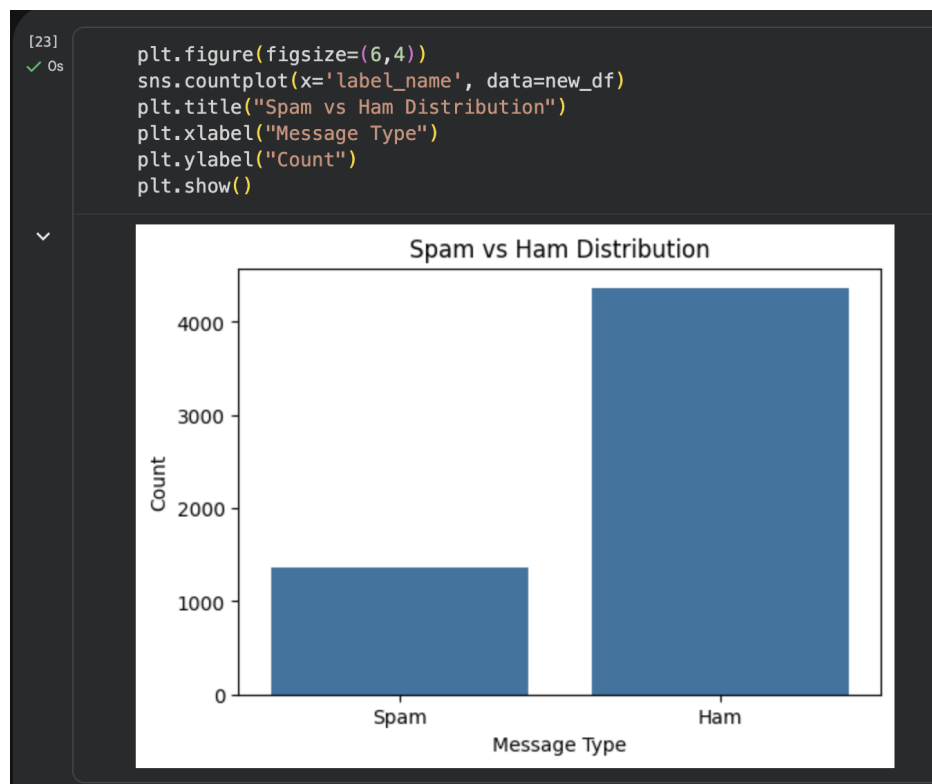 [23]
0s
plt.figure(figsize=(6,4))
sns.countplot(x='label_name', data=new_df)
plt.title("Spam vs Ham Distribution")
plt.xlabel("Message Type")
plt.ylabel("Count")
plt.show()
Spam vs Ham Distribution
4000
3000
2000
1000
0
Count
Spam
Ham
Message Type